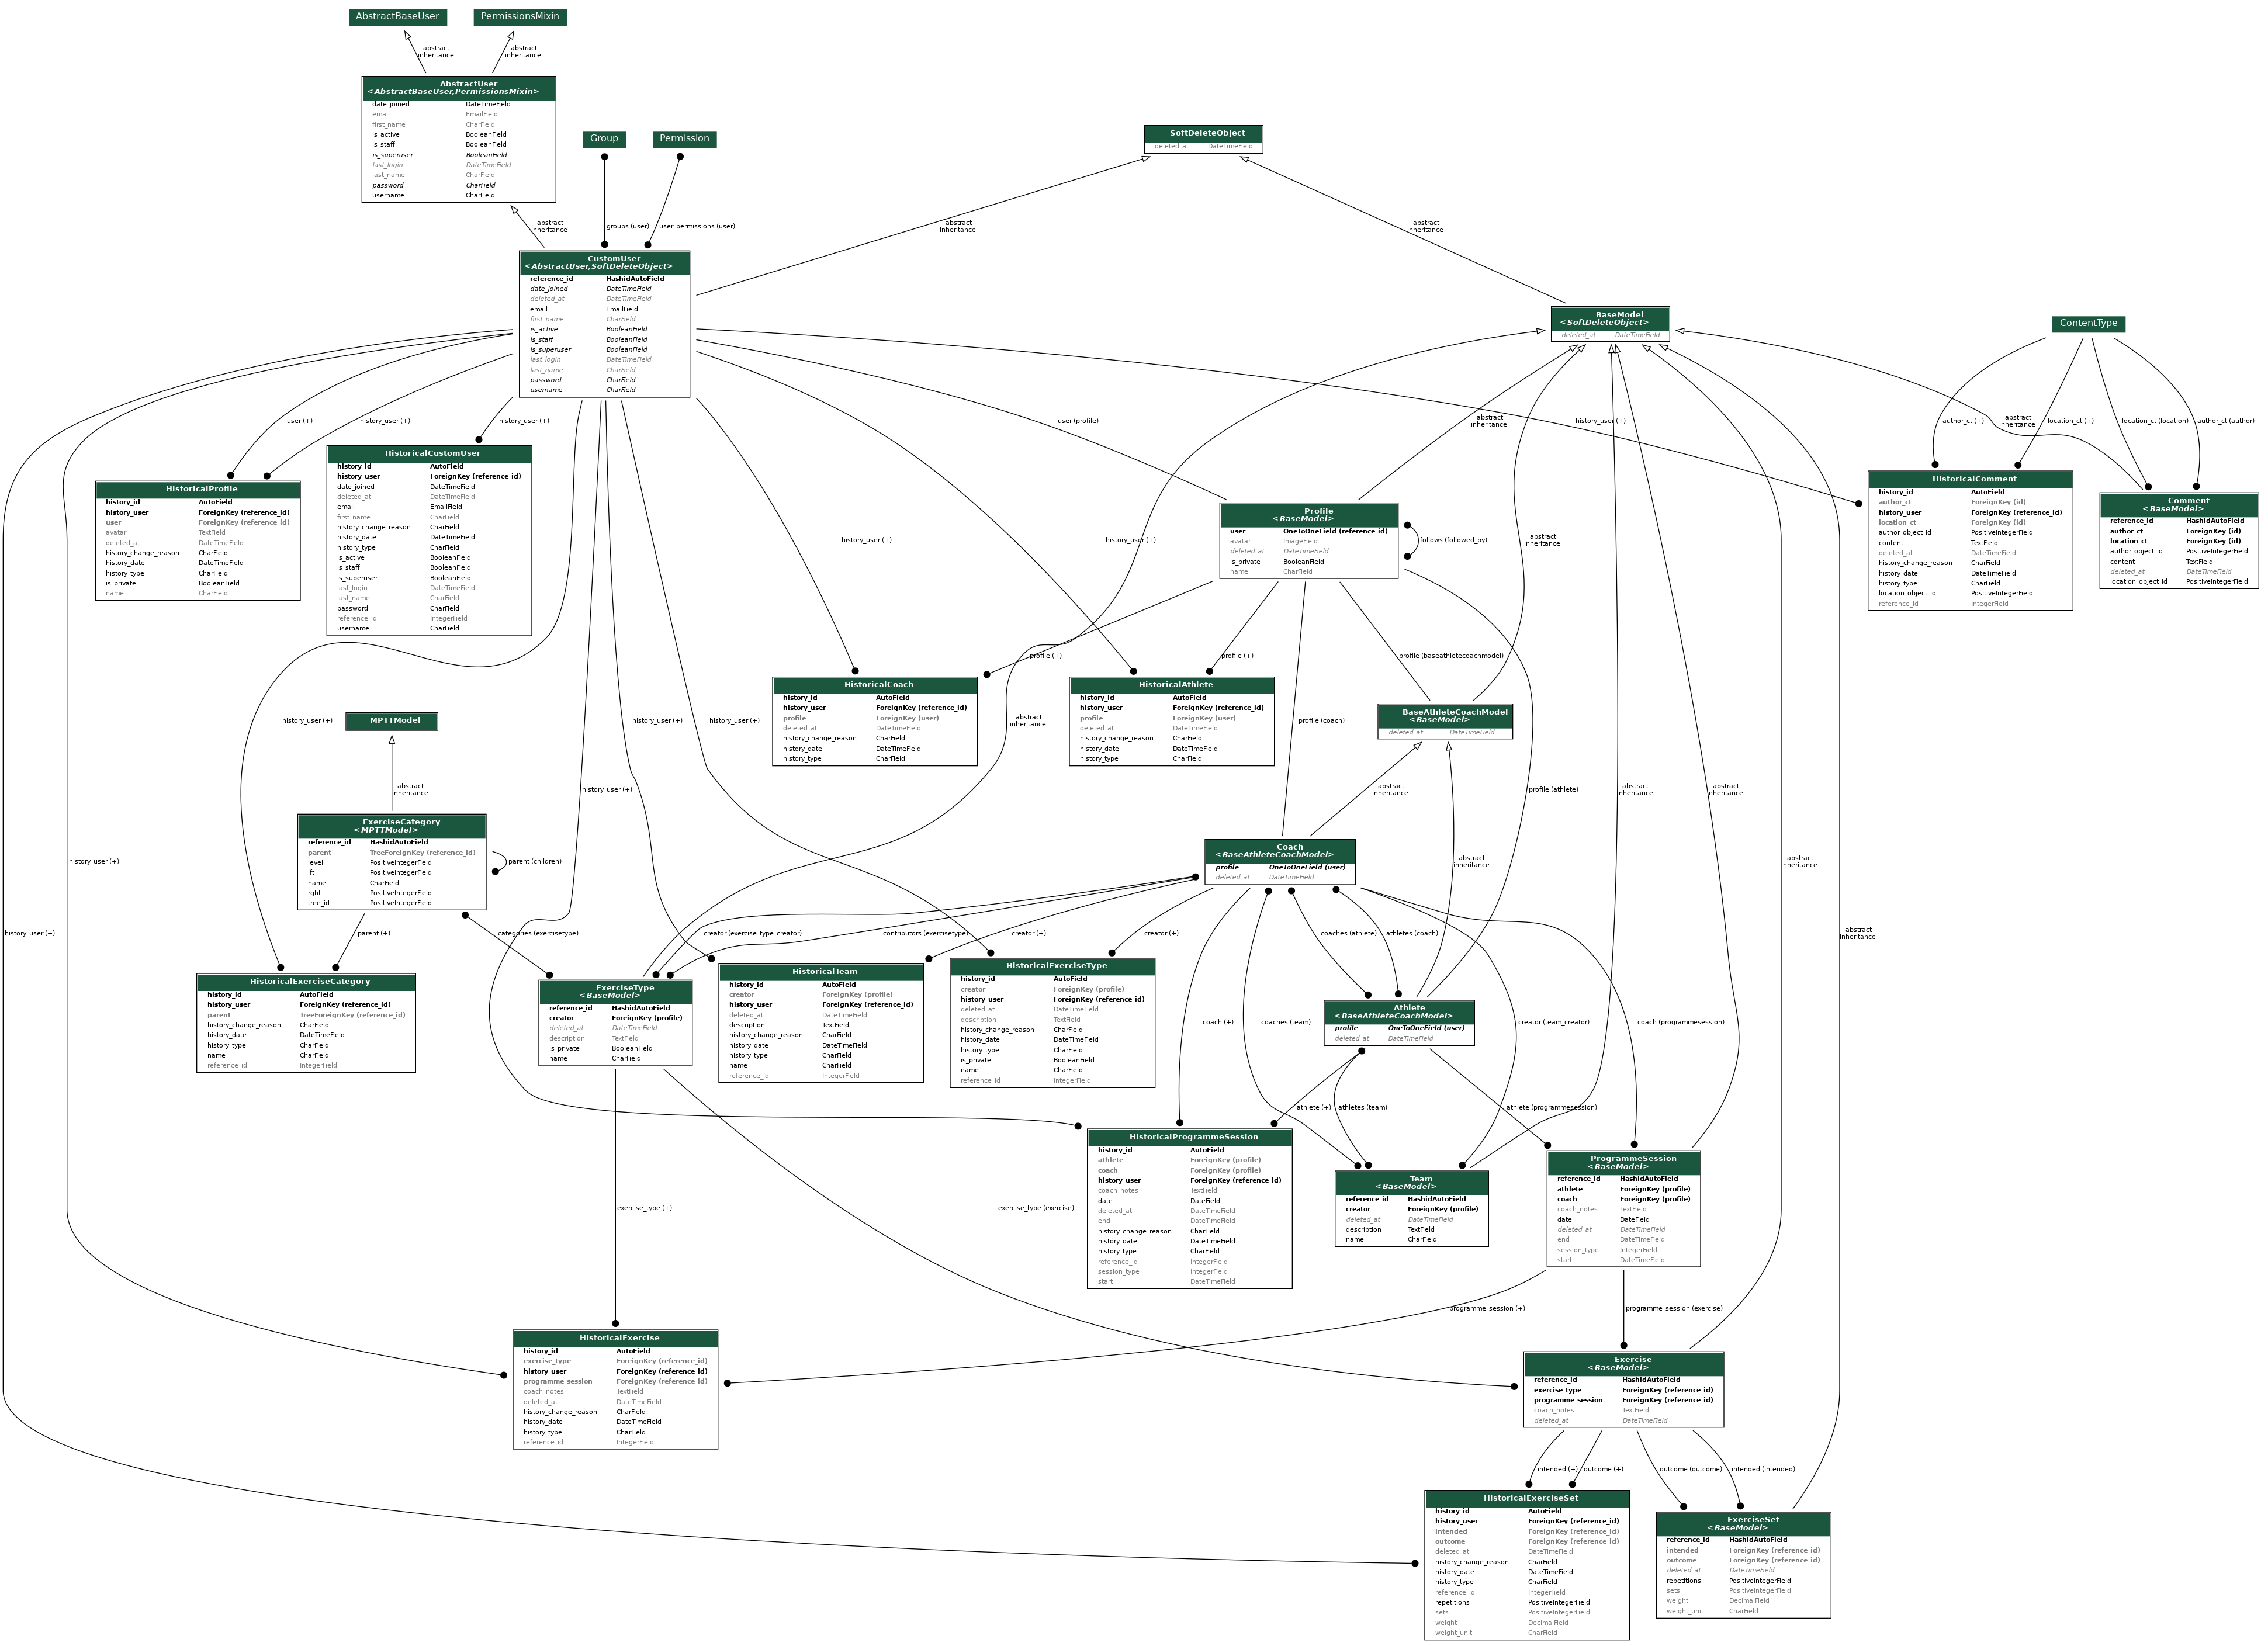 AbstractBaseUser
PermissionsMixin
abstract
inheritance
abstract
inheritance
AbstractUser
<AbstractBaseUser,PermissionsMixin>
date_joined DateTimeField
email EmailField
first_name CharField
is_active BooleanField
is_staff BooleanField
is_superuser BooleanField
last_login DateTimeField
last_name CharField
password CharField
username CharField
Group
Permission
SoftDeleteObject
deleted_at DateTimeField
abstract
inheritance
groups (user)
user_permissions (user)
abstract
inheritance
abstract
inheritance
CustomUser
<AbstractUser,SoftDeleteObject>
reference_id HashidAutoField
date_joined DateTimeField
deleted_at DateTimeField
email EmailField
first_name CharField
is_active BooleanField
is_staff BooleanField
is_superuser BooleanField
last_login DateTimeField
last_name CharField
password CharField
username CharField
BaseModel
<SoftDeleteObject>
deleted_at DateTimeField
ContentType
user (+)
history_user (+)
history_user (+)
user (profile)
abstract
inheritance
history_user (+)
author_ct (+)
abstract
inheritance
location_ct (+)
location_ct (location)
author_ct (author)
HistoricalProfile
history_id AutoField
history_user ForeignKey (reference_id)
user ForeignKey (reference_id)
avatar TextField
deleted_at DateTimeField
history_change_reason CharField
history_date DateTimeField
history_type CharField
is_private BooleanField
name CharField
HistoricalCustomUser
history_id AutoField
history_user ForeignKey (reference_id)
date_joined DateTimeField
deleted_at DateTimeField
email EmailField
first_name CharField
history_change_reason CharField
history_date DateTimeField
history_type CharField
is_active BooleanField
is_staff BooleanField
is_superuser BooleanField
last_login DateTimeField
last_name CharField
password CharField
reference_id IntegerField
username CharField
Profile
<BaseModel>
user OneToOneField (reference_id)
avatar ImageField
deleted_at DateTimeField
is_private BooleanField
name CharField
follows (followed_by)
HistoricalComment
history_id AutoField
author_ct ForeignKey (id)
history_user ForeignKey (reference_id)
location_ct ForeignKey (id)
author_object_id PositiveIntegerField
content TextField
deleted_at DateTimeField
history_change_reason CharField
history_date DateTimeField
history_type CharField
location_object_id PositiveIntegerField
reference_id IntegerField
Comment
<BaseModel>
reference_id HashidAutoField
author_ct ForeignKey (id)
location_ct ForeignKey (id)
author_object_id PositiveIntegerField
content TextField
deleted_at DateTimeField
location_object_id PositiveIntegerField
history_user (+)
history_user (+)
abstract
inheritance
profile (+)
profile (+)
profile (baseathletecoachmodel)
HistoricalCoach
history_id AutoField
history_user ForeignKey (reference_id)
profile ForeignKey (user)
deleted_at DateTimeField
history_change_reason CharField
history_date DateTimeField
history_type CharField
HistoricalAthlete
history_id AutoField
history_user ForeignKey (reference_id)
profile ForeignKey (user)
deleted_at DateTimeField
history_change_reason CharField
history_date DateTimeField
history_type CharField
BaseAthleteCoachModel
<BaseModel>
deleted_at DateTimeField
MPTTModel
history_user (+)
history_user (+)
history_user (+)
abstract
inheritance
profile (coach)
abstract
inheritance
history_user (+)
abstract
inheritance
profile (athlete)
abstract
inheritance
abstract
inheritance
ExerciseCategory
<MPTTModel>
reference_id HashidAutoField
parent TreeForeignKey (reference_id)
level PositiveIntegerField
lft PositiveIntegerField
name CharField
rght PositiveIntegerField
tree_id PositiveIntegerField
parent (children)
history_user (+)
Coach
<BaseAthleteCoachModel>
profile OneToOneField (user)
deleted_at DateTimeField
abstract
inheritance
abstract
inheritance
history_user (+)
parent (+)
categories (exercisetype)
creator (exercise_type_creator)
contributors (exercisetype)
creator (+)
creator (+)
coaches (athlete)
athletes (coach)
abstract
inheritance
HistoricalExerciseCategory
history_id AutoField
history_user ForeignKey (reference_id)
parent TreeForeignKey (reference_id)
history_change_reason CharField
history_date DateTimeField
history_type CharField
name CharField
reference_id IntegerField
ExerciseType
<BaseModel>
reference_id HashidAutoField
creator ForeignKey (profile)
deleted_at DateTimeField
description TextField
is_private BooleanField
name CharField
HistoricalTeam
history_id AutoField
creator ForeignKey (profile)
history_user ForeignKey (reference_id)
deleted_at DateTimeField
description TextField
history_change_reason CharField
history_date DateTimeField
history_type CharField
name CharField
reference_id IntegerField
HistoricalExerciseType
history_id AutoField
creator ForeignKey (profile)
history_user ForeignKey (reference_id)
deleted_at DateTimeField
description TextField
history_change_reason CharField
history_date DateTimeField
history_type CharField
is_private BooleanField
name CharField
reference_id IntegerField
coach (+)
coaches (team)
Athlete
<BaseAthleteCoachModel>
profile OneToOneField (user)
deleted_at DateTimeField
creator (team_creator)
coach (programmesession)
athlete (+)
athletes (team)
athlete (programmesession)
HistoricalProgrammeSession
history_id AutoField
athlete ForeignKey (profile)
coach ForeignKey (profile)
history_user ForeignKey (reference_id)
coach_notes TextField
date DateField
deleted_at DateTimeField
end DateTimeField
history_change_reason CharField
history_date DateTimeField
history_type CharField
reference_id IntegerField
session_type IntegerField
start DateTimeField
Team
<BaseModel>
reference_id HashidAutoField
creator ForeignKey (profile)
deleted_at DateTimeField
description TextField
name CharField
ProgrammeSession
<BaseModel>
reference_id HashidAutoField
athlete ForeignKey (profile)
coach ForeignKey (profile)
coach_notes TextField
date DateField
deleted_at DateTimeField
end DateTimeField
session_type IntegerField
start DateTimeField
exercise_type (+)
exercise_type (exercise)
programme_session (+)
programme_session (exercise)
HistoricalExercise
history_id AutoField
exercise_type ForeignKey (reference_id)
history_user ForeignKey (reference_id)
programme_session ForeignKey (reference_id)
coach_notes TextField
deleted_at DateTimeField
history_change_reason CharField
history_date DateTimeField
history_type CharField
reference_id IntegerField
Exercise
<BaseModel>
reference_id HashidAutoField
exercise_type ForeignKey (reference_id)
programme_session ForeignKey (reference_id)
coach_notes TextField
deleted_at DateTimeField
intended (+)
outcome (+)
outcome (outcome)
intended (intended)
HistoricalExerciseSet
history_id AutoField
history_user ForeignKey (reference_id)
intended ForeignKey (reference_id)
outcome ForeignKey (reference_id)
deleted_at DateTimeField
history_change_reason CharField
history_date DateTimeField
history_type CharField
reference_id IntegerField
repetitions PositiveIntegerField
sets PositiveIntegerField
weight DecimalField
weight_unit CharField
ExerciseSet
<BaseModel>
reference_id HashidAutoField
intended ForeignKey (reference_id)
outcome ForeignKey (reference_id)
deleted_at DateTimeField
repetitions PositiveIntegerField
sets PositiveIntegerField
weight DecimalField
weight_unit CharField